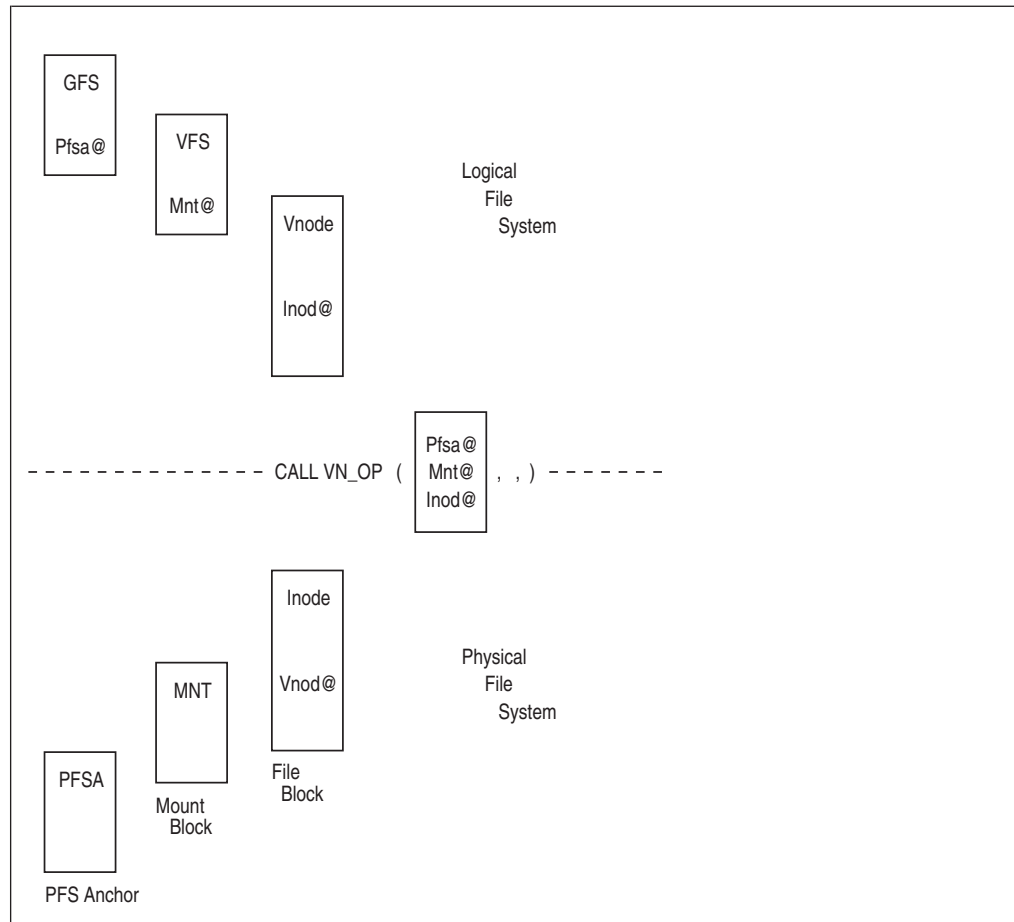 GFS
Pfsa@
VFS
Mnt@
Vnode
Inod@
Logical
File
System
CALL VN_OP ( Pfsa@ Mnt@ Inod@ , , )
Inode
Vnod@
File
Block
MNT
Mount
Block
PFSA
PFS Anchor
Physical
File
System